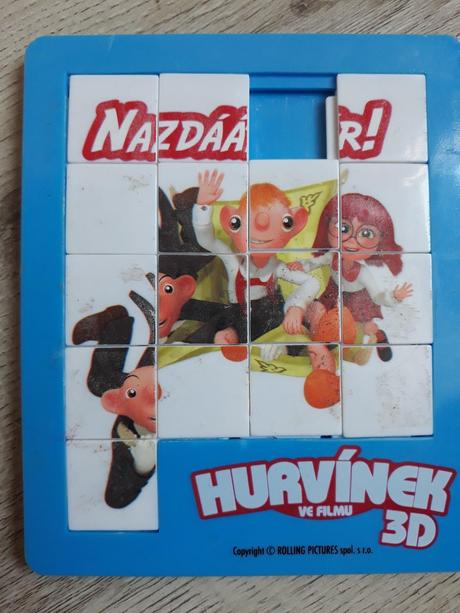 NAZDÁÁ R!
HURVÍNEK
VE FILMU
3D
Copyright © ROLLING PICTURES spol. s r.o.